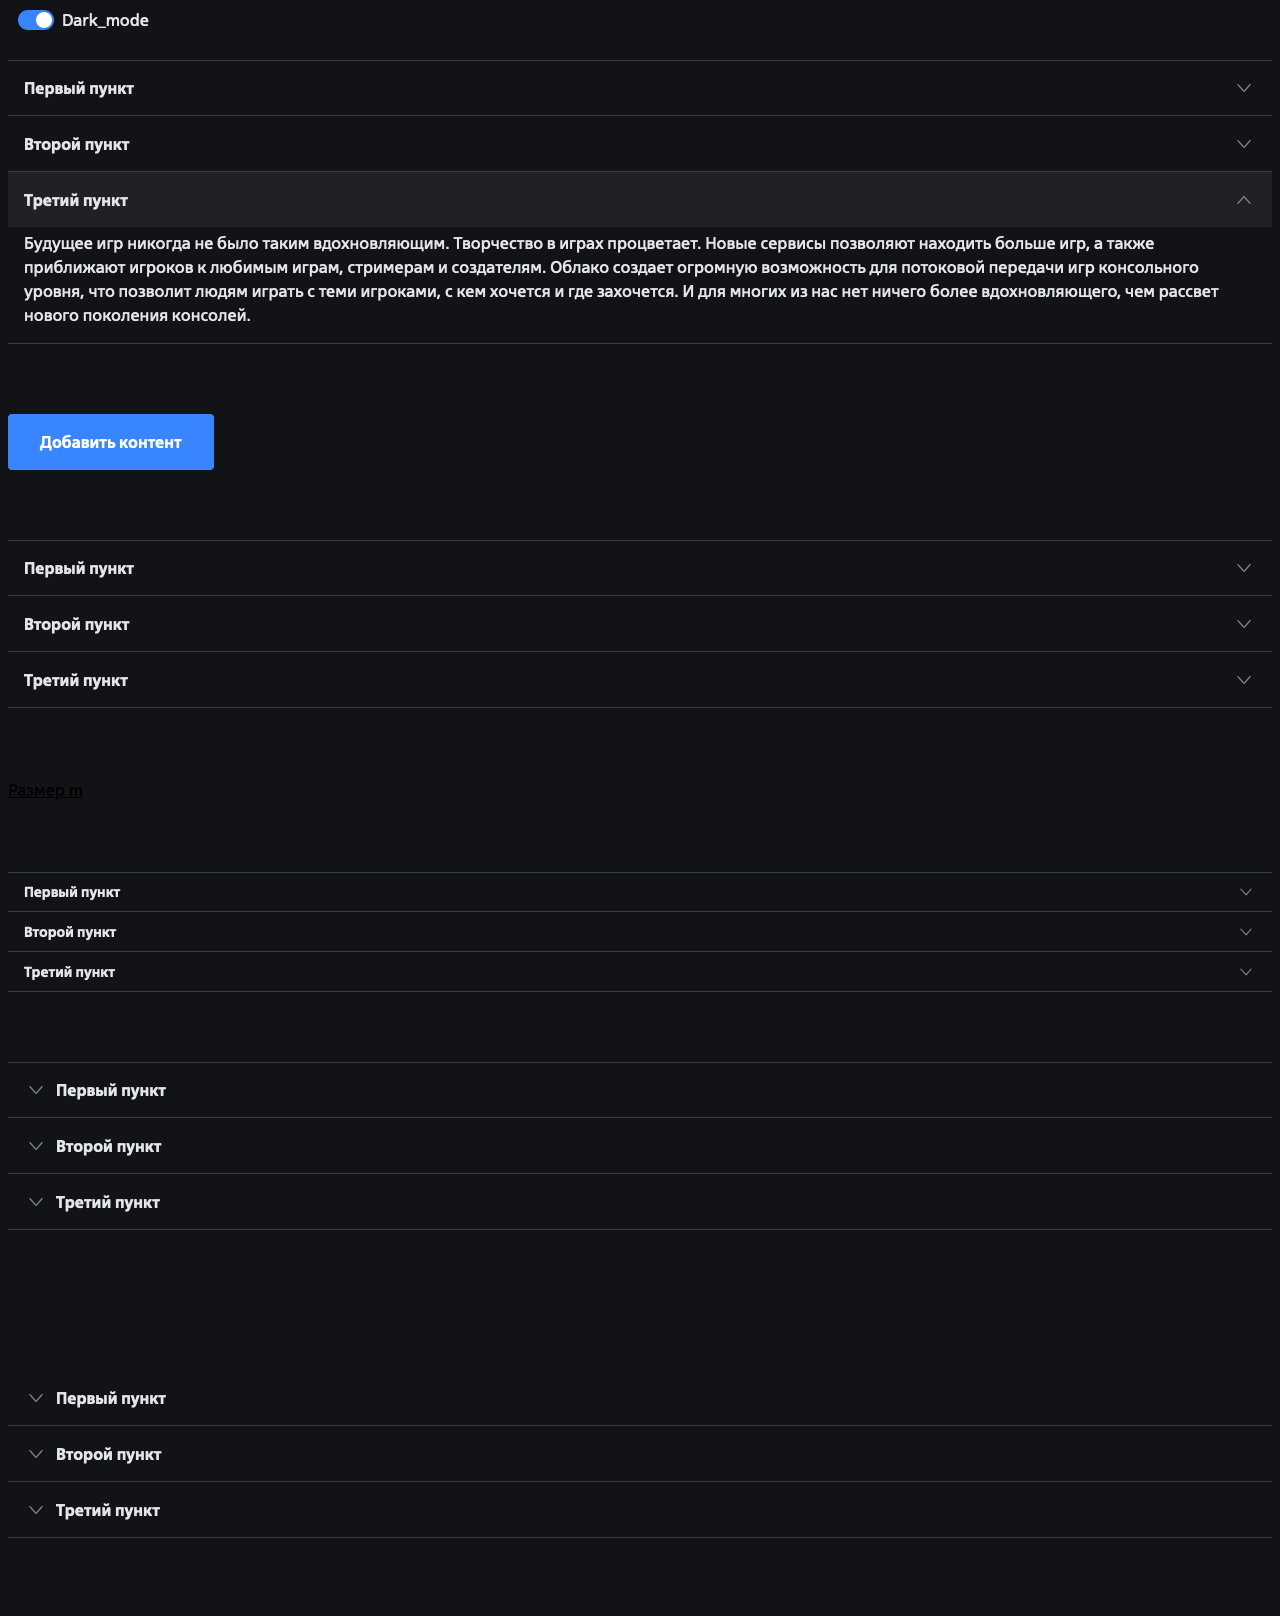 Dark_mode
Первый пункт
Второй пункт
Третий пункт
Будущее игр никогда не было таким вдохновляющим. Творчество в играх процветает. Новые сервисы позволяют находить больше игр, а также
приближают игроков к любимым играм, стримерам и создателям. Облако создает огромную возможность для потоковой передачи игр консольного
уровня, что позволит людям играть с теми игроками, с кем хочется и где захочется. И для многих из нас нет ничего более вдохновляющего, чем рассвет
нового поколения консолей.
Добавить контент
Первый пункт
Второй пункт
Третий пункт
Размер m
Первый пункт
Второй пункт
Третий пункт
Первый пункт
Второй пункт
Третий пункт
Первый пункт
Второй пункт
Третий пункт